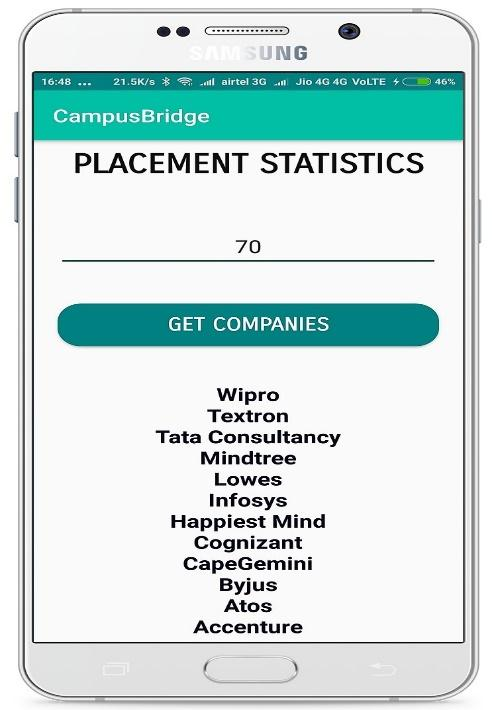 SAMSUNG
16:48 ... 21.5K/s airtel 3G Jio 4G 4G VoLTE 46%
CampusBridge
PLACEMENT STATISTICS
70
GET COMPANIES
Wipro
Textron
Tata Consultancy
Mindtree
Lowes
Infosys
Happiest Mind
Cognizant
CapeGemini
Byjus
Atos
Accenture